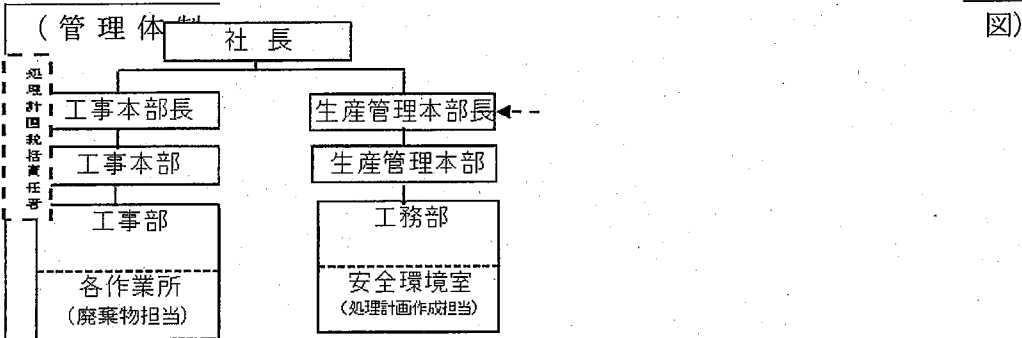 (管理体制
図)
社長
処理計画統括責任者
工事本部長
生産管理本部長
工事本部
生産管理本部
工事部
工務部
各作業所
(廃棄物担当)
安全環境室
(処理計画作成担当)